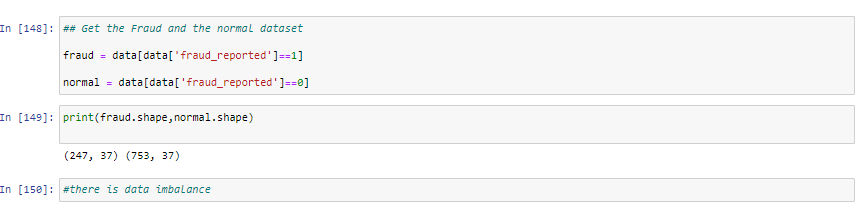 In [148]: ## Get the Fraud and the normal dataset
fraud = data[data['fraud_reported']==1]
normal = data[data['fraud_reported']==0]
In [149]: print(fraud.shape,normal.shape)
(247, 37) (753, 37)
In [150]: #there is data imbalance